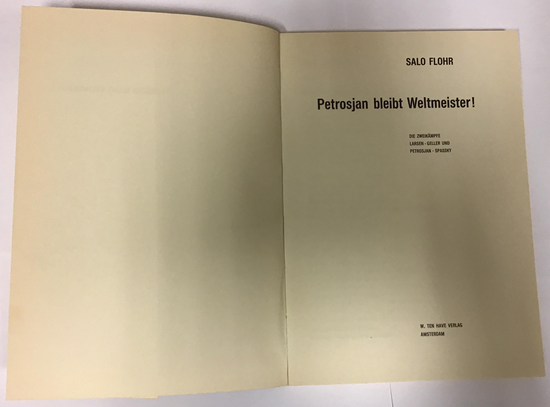 SALO FLOHR
Petrosjan bleibt Weltmeister!
DIE ZWEIKÄMPFE
LARSEN - GELLER UND
PETROSJAN - SPASSKY
W. TEN HAVE VERLAG
AMSTERDAM